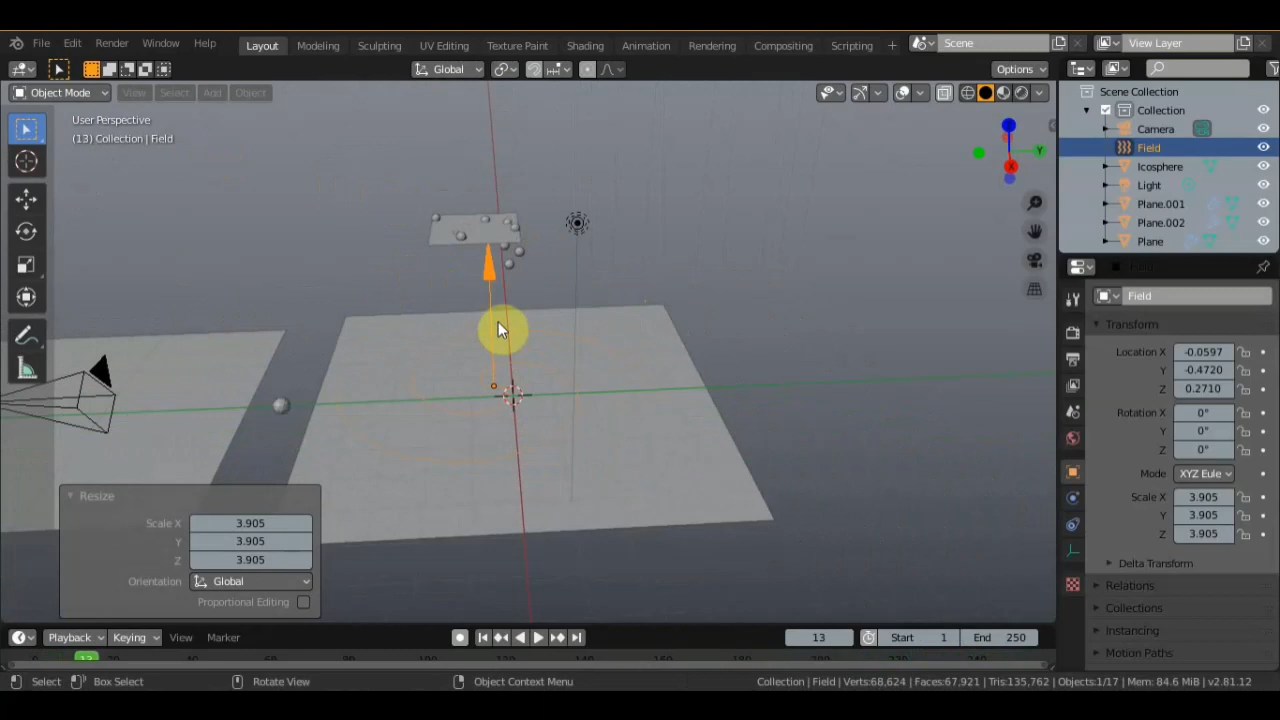 File Edit Render Window Help Layout Modeling Sculpting UV Editing Texture Paint Shading Animation Rendering Compositing Scripting + Scene View Layer
Global Options
Object Mode View Select Add Object
User Perspective
(13) Collection | Field
Scene Collection
Collection
Camera
Field
Icosphere
Light
Plane.001
Plane.002
Plane
X
Y
Field
Transform
Location X -0.0597
Y -0.4720
Z 0.2710
Rotation X 0°
Y 0°
Z 0°
Mode XYZ Eule
Scale X 3.905
Y 3.905
Z 3.905
Delta Transform
Relations
Collections
Instancing
Motion Paths
Resize
Scale X 3.905
Y 3.905
Z 3.905
Orientation Global
Proportional Editing
Playback Keying View Marker 13 Start 1 End 250
Select Box Select Rotate View Object Context Menu Collection | Field | Verts:68,624 | Faces:67,921 | Tris:135,762 | Objects:1/17 | Mem: 84.6 MiB | v2.81.12